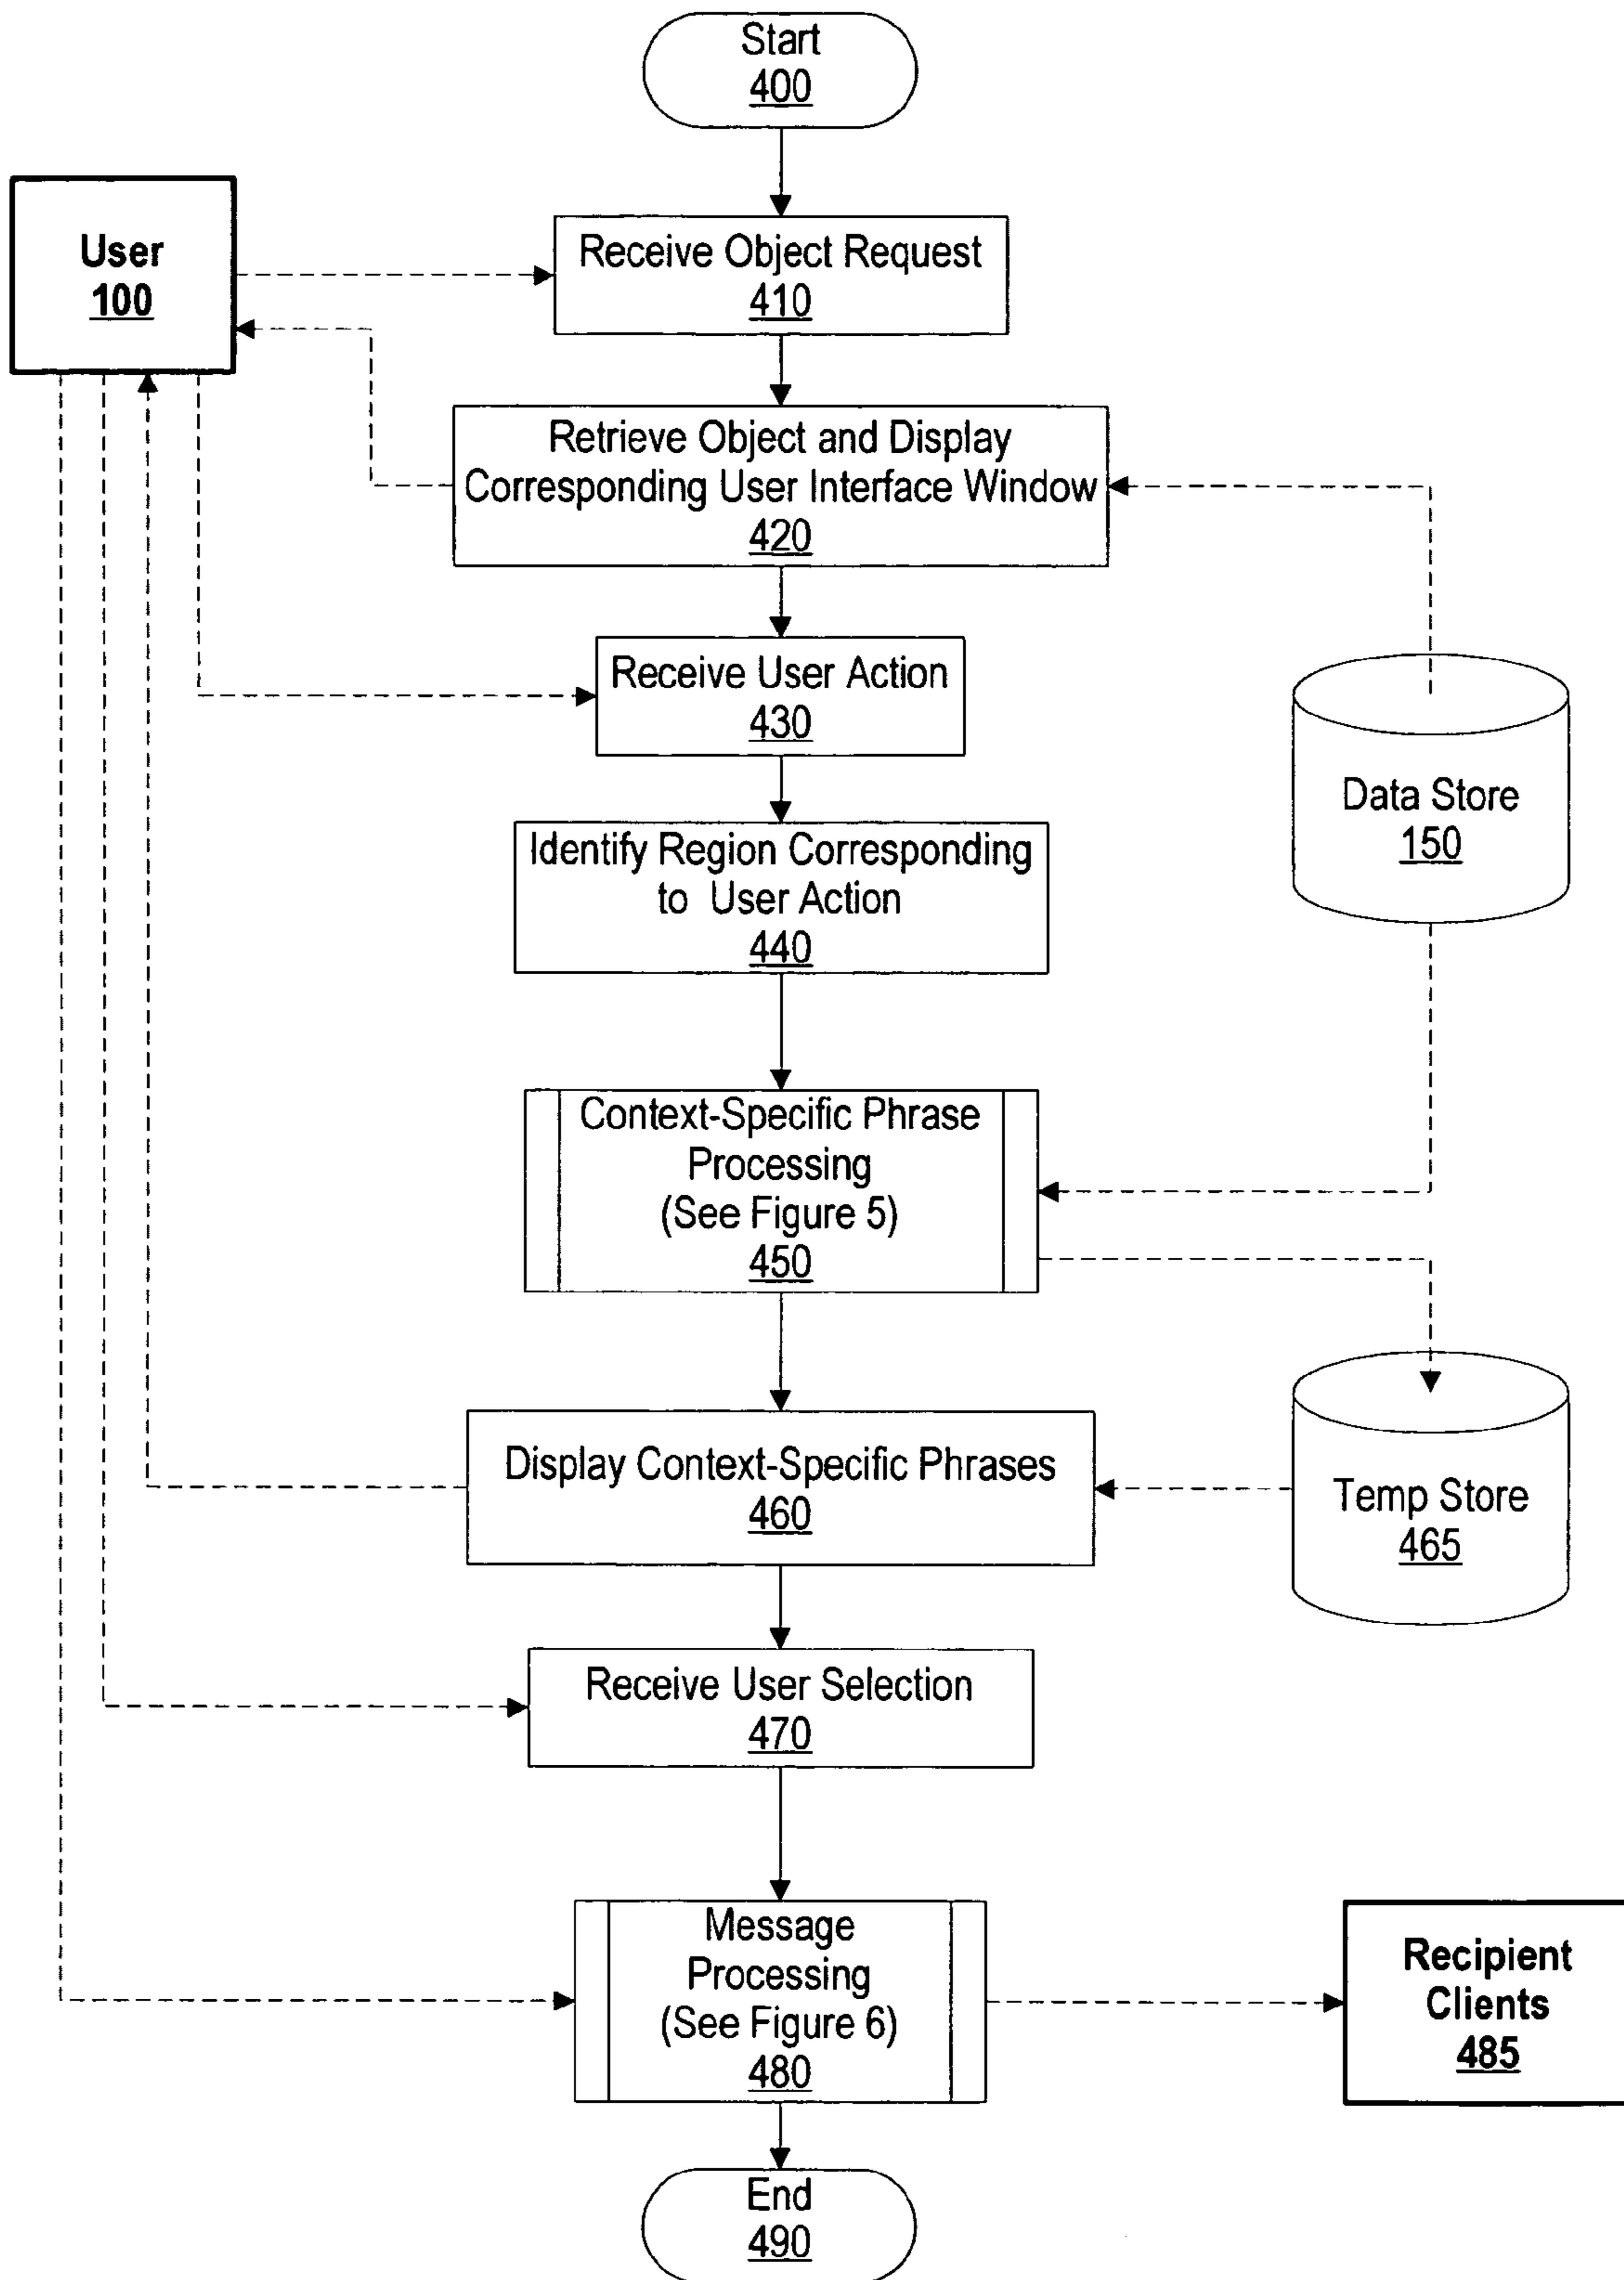 Start
400
User
100
Receive Object Request
410
Retrieve Object and Display
Corresponding User Interface Window
420
Receive User Action
430
Data Store
150
Identify Region Corresponding
to User Action
440
Context-Specific Phrase
Processing
(See Figure 5)
450
Display Context-Specific Phrases
460
Temp Store
465
Receive User Selection
470
Message
Processing
(See Figure 6)
480
Recipient
Clients
485
End
490